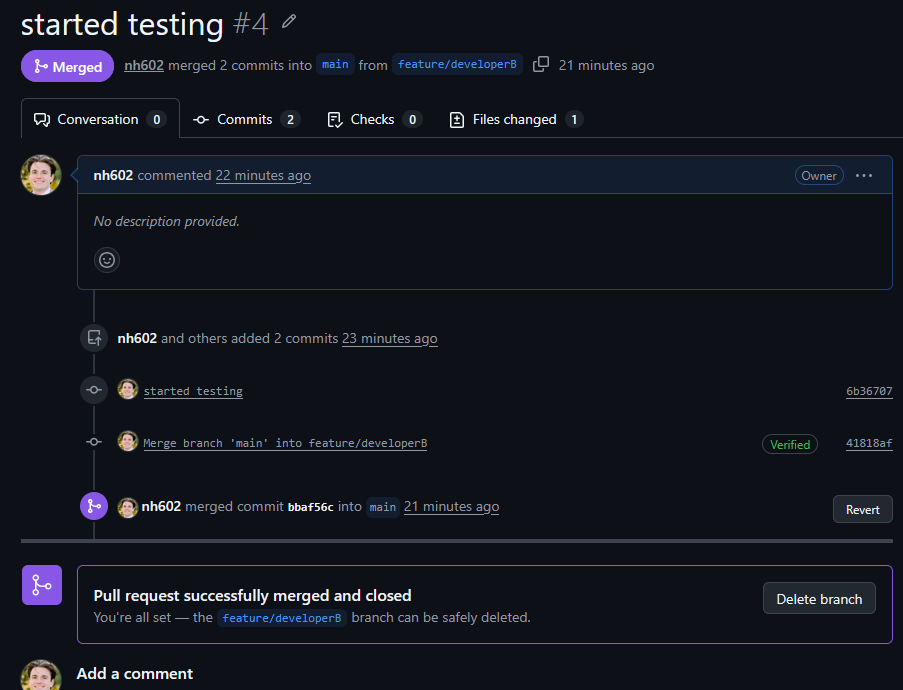 started testing #4
Merged nh602 merged 2 commits into main from feature/developerB 21 minutes ago
Conversation 0 Commits 2 Checks 0 Files changed 1
nh602 commented 22 minutes ago Owner
No description provided.
nh602 and others added 2 commits 23 minutes ago
started testing 6b36707
Merge branch 'main' into feature/developerB Verified 41818af
nh602 merged commit bbaf56c into main 21 minutes ago Revert
Pull request successfully merged and closed
You're all set — the feature/developerB branch can be safely deleted. Delete branch
Add a comment